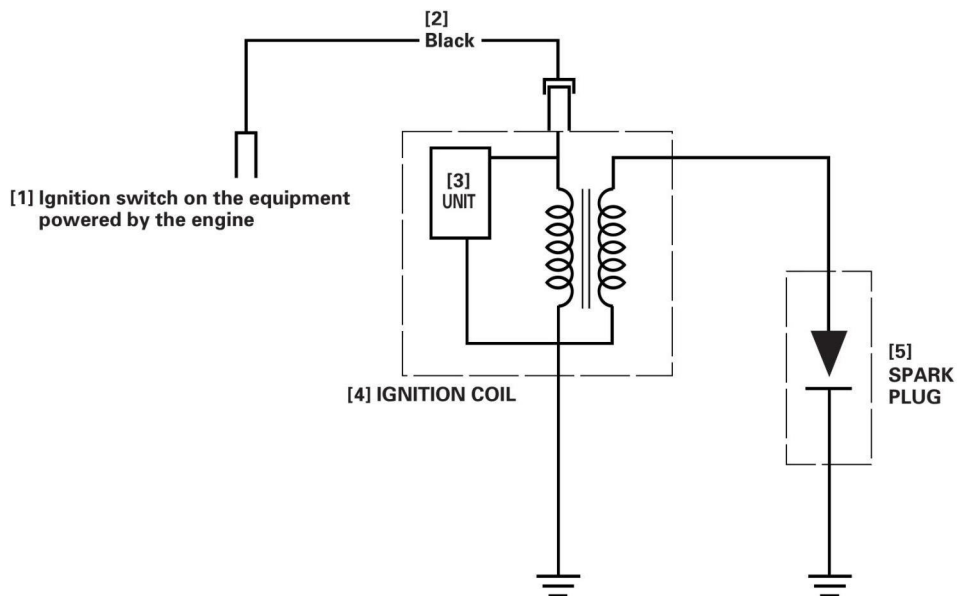 [2]
Black
[1] Ignition switch on the equipment
powered by the engine
[3]
UNIT
[4] IGNITION COIL
[5]
SPARK
PLUG